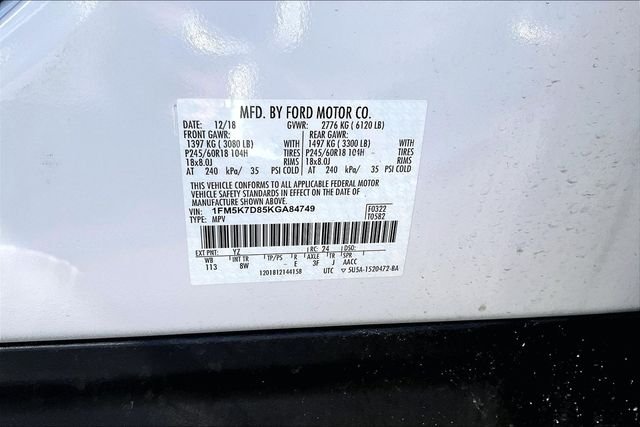 MFD. BY FORD MOTOR CO.
DATE: 12/18 GVWR: 2776 KG ( 6120 LB)
FRONT GAWR: REAR GAWR:
1397 KG ( 3080 LB) WITH 1497 KG ( 3300 LB) WITH
P245/60R18 104H TIRES P245/60R18 104H - TIRES
18x8.0J RIMS 18x8.0J RIMS
AT 240 kPa/ 35 PSI COLD AT 240 kPa/ 35 PSI COLD
THIS VEHICLE CONFORMS TO ALL APPLICABLE FEDERAL MOTOR
VEHICLE SAFETY STANDARDS IN EFFECT ON THE DATE OF
MANUFACTURE SHOWN ABOVE.
VIN: 1FM5K7D85KGA84749 F0322
TYPE: MPV T0582
EXT PNT: YZ RC: 24 DSO:
WB INT TR TP/PS R AXLE TR SPR
113 8W - E 3F J AACC
1201812144158 UTC ▽ 5U5A-1520472-BA